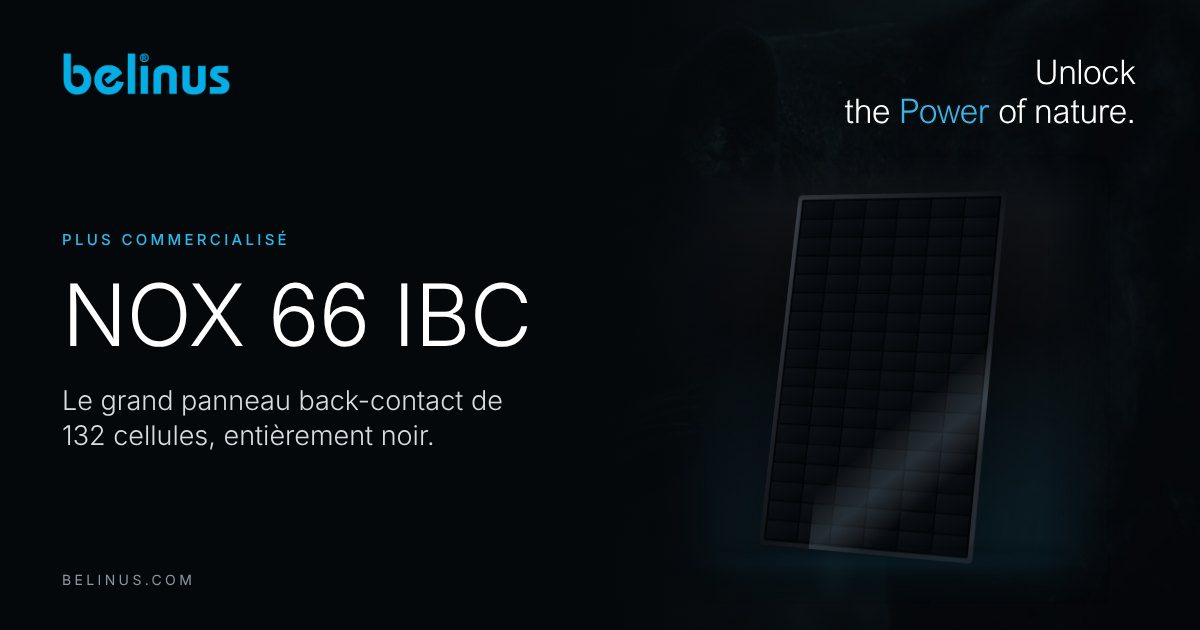 belinus®
Unlock
the Power of nature.
PLUS COMMERCIALISÉ
NOX 66 IBC
Le grand panneau back-contact de
132 cellules, entièrement noir.
BELINUS.COM